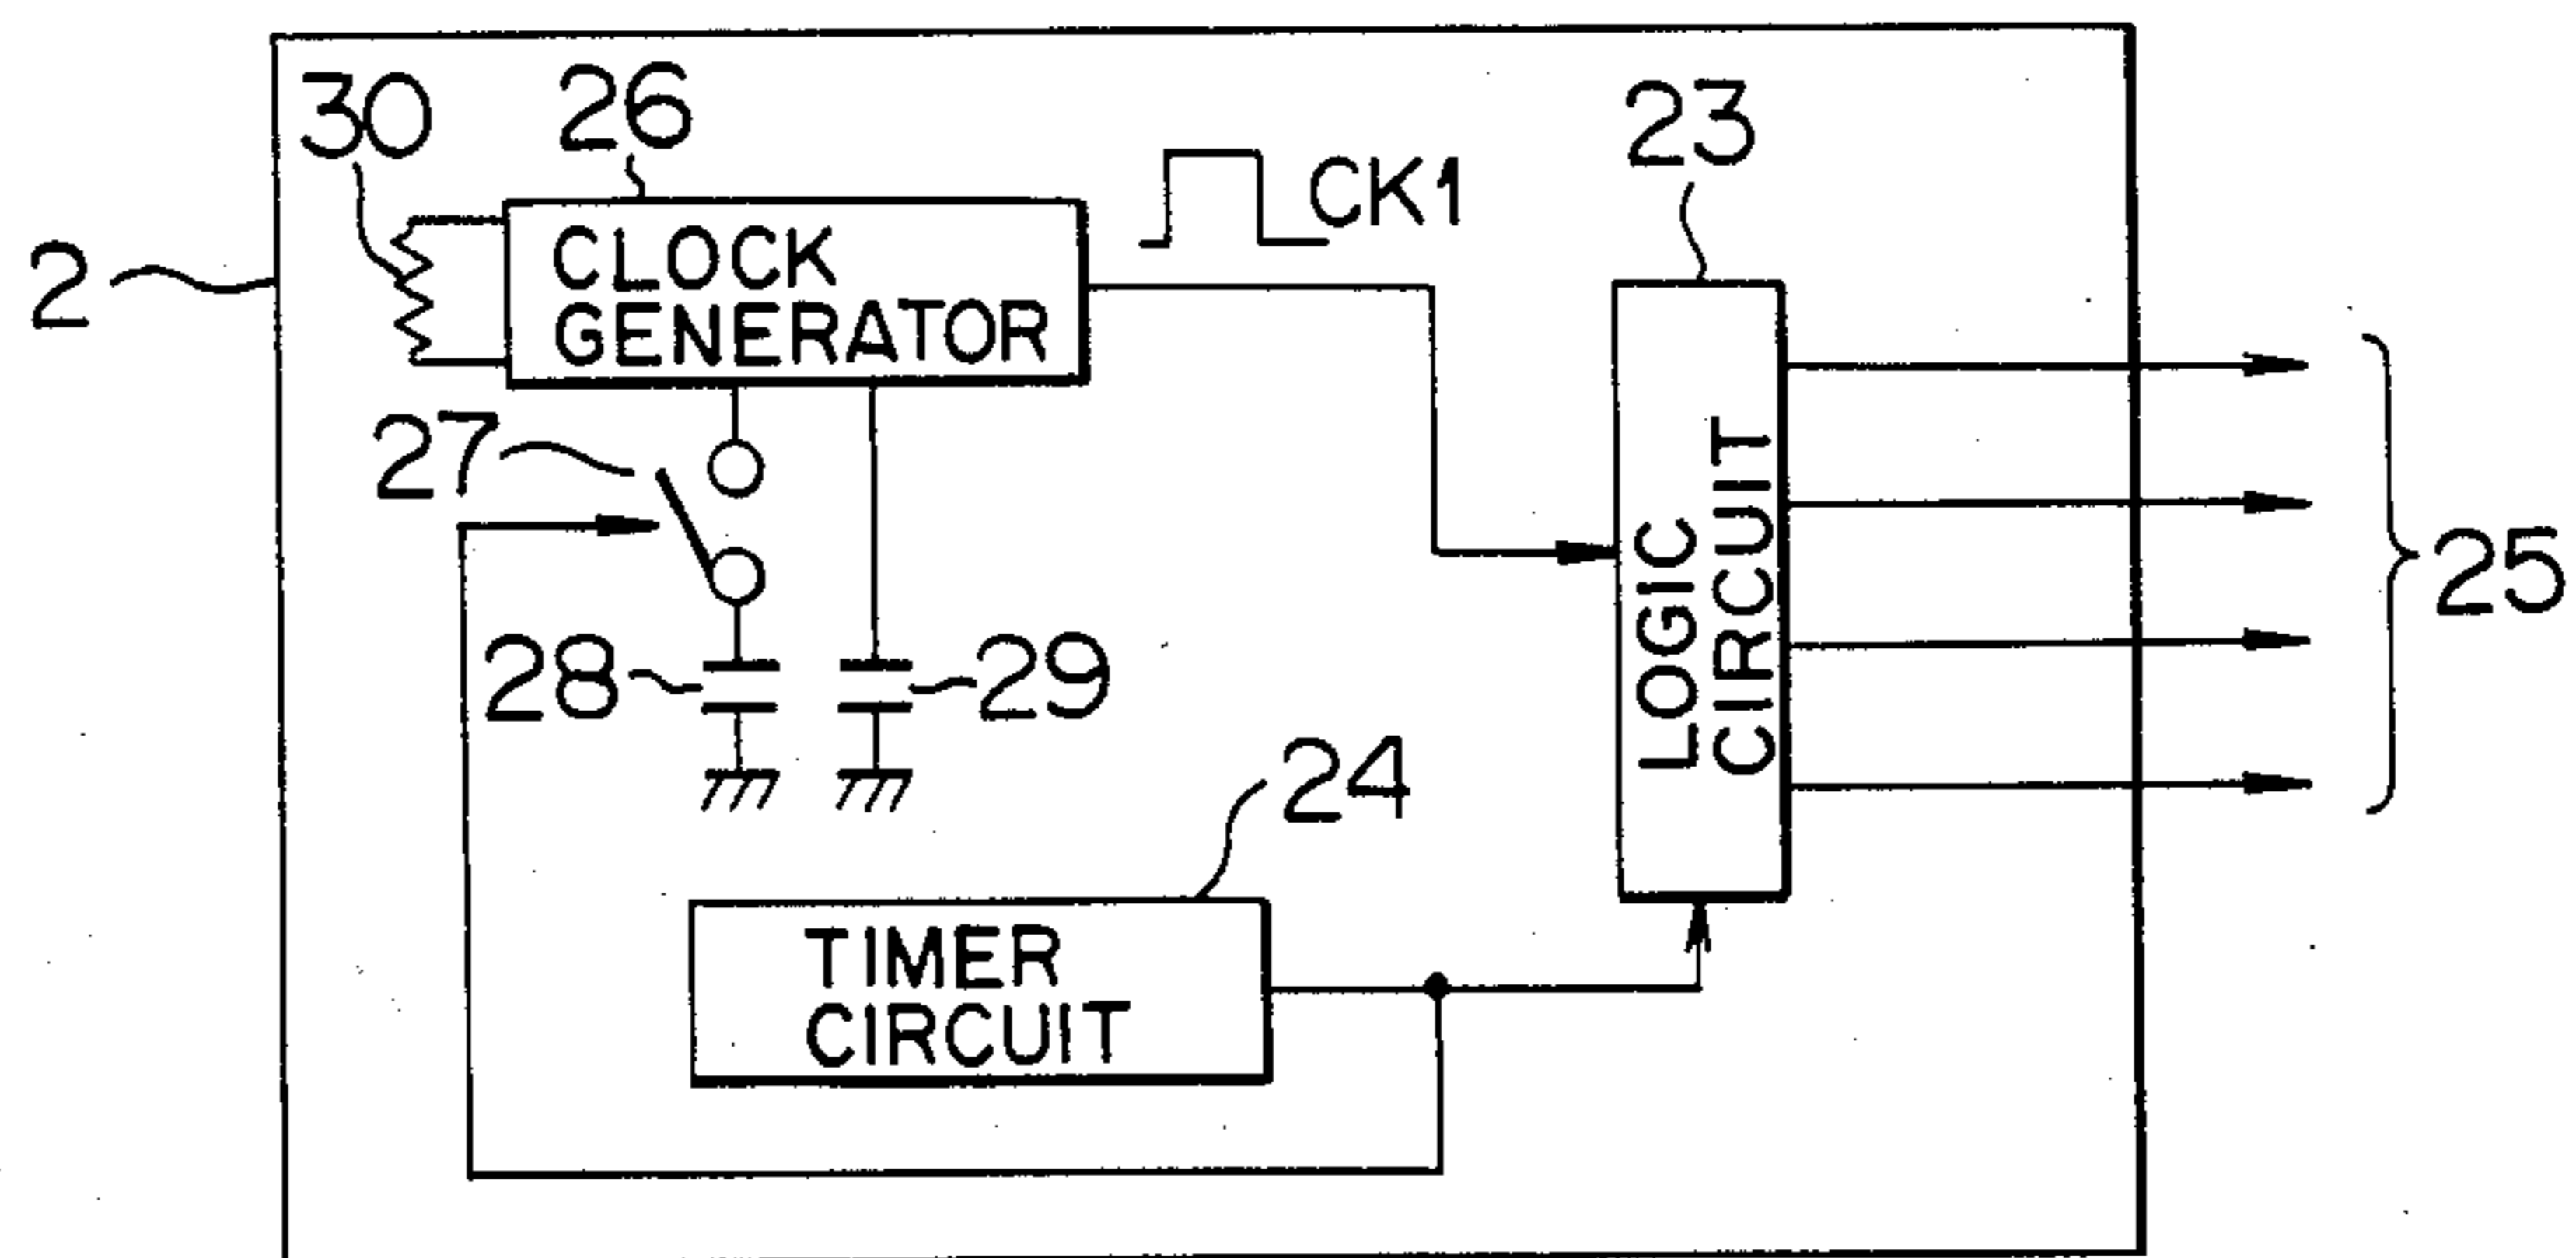 30
26
23
CK1
CLOCK
GENERATOR
2
27
LOGIC
CIRCUIT
25
28
29
24
TIMER
CIRCUIT